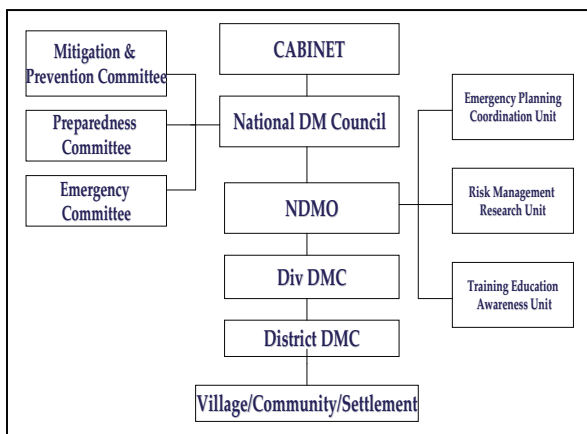 CABINET
Mitigation &
Prevention Committee
National DM Council
Preparedness
Committee
Emergency
Committee
NDMO
Emergency Planning
Coordination Unit
Risk Management
Research Unit
Training Education
Awareness Unit
Div DMC
District DMC
Village/Community/Settlement